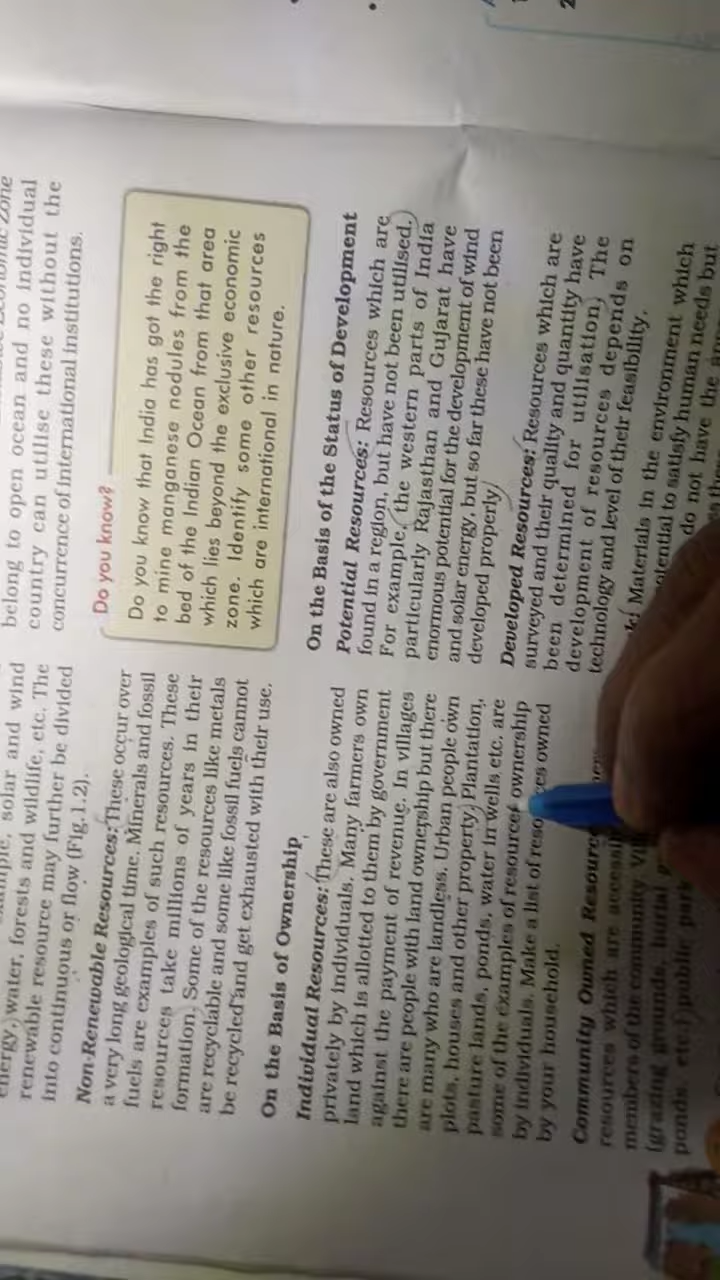 energy, water, forests and wildlife, etc. The
renewable resource may further be divided
into continuous or flow (Fig.1.2).
Non-Renewable Resources: These occur over
a very long geological time. Minerals and fossil
fuels are examples of such resources. These
resources take millions of years in their
formation. Some of the resources like metals
are recyclable and some like fossil fuels cannot
be recycled and get exhausted with their use.
On the Basis of Ownership
Individual Resources: These are also owned
privately by individuals. Many farmers own
land which is allotted to them by government
against the payment of revenue. In villages
there are people with land ownership but there
are many who are landless. Urban people own
plots, houses and other property. Plantation,
pasture lands, ponds, water in wells etc. are
some of the examples of resources ownership
by individuals. Make a list of resources owned
by your household.
Community Owned
resources which are
members of the community
(grazing grounds, burial
ponds, etc.) public
belong to open ocean and no individual
country can utilise these without the
concurrence of international institutions.
Do you know?
Do you know that India has got the right
to mine manganese nodules from the
bed of the Indian Ocean from that area
which lies beyond the exclusive economic
zone. Identify some other resources
which are international in nature.
On the Basis of the Status of Development
Potential Resources: Resources which are
found in a region, but have not been utilised.
For example, the western parts of India
particularly Rajasthan and Gujarat have
enormous potential for the development of wind
and solar energy, but so far these have not been
developed properly.
Developed Resources: Resources which are
surveyed and their quality and quantity have
been determined for utilisation. The
development of resources depends on
technology and level of their feasibility.
Materials in the environment which
potential to satisfy human needs but
do not have the